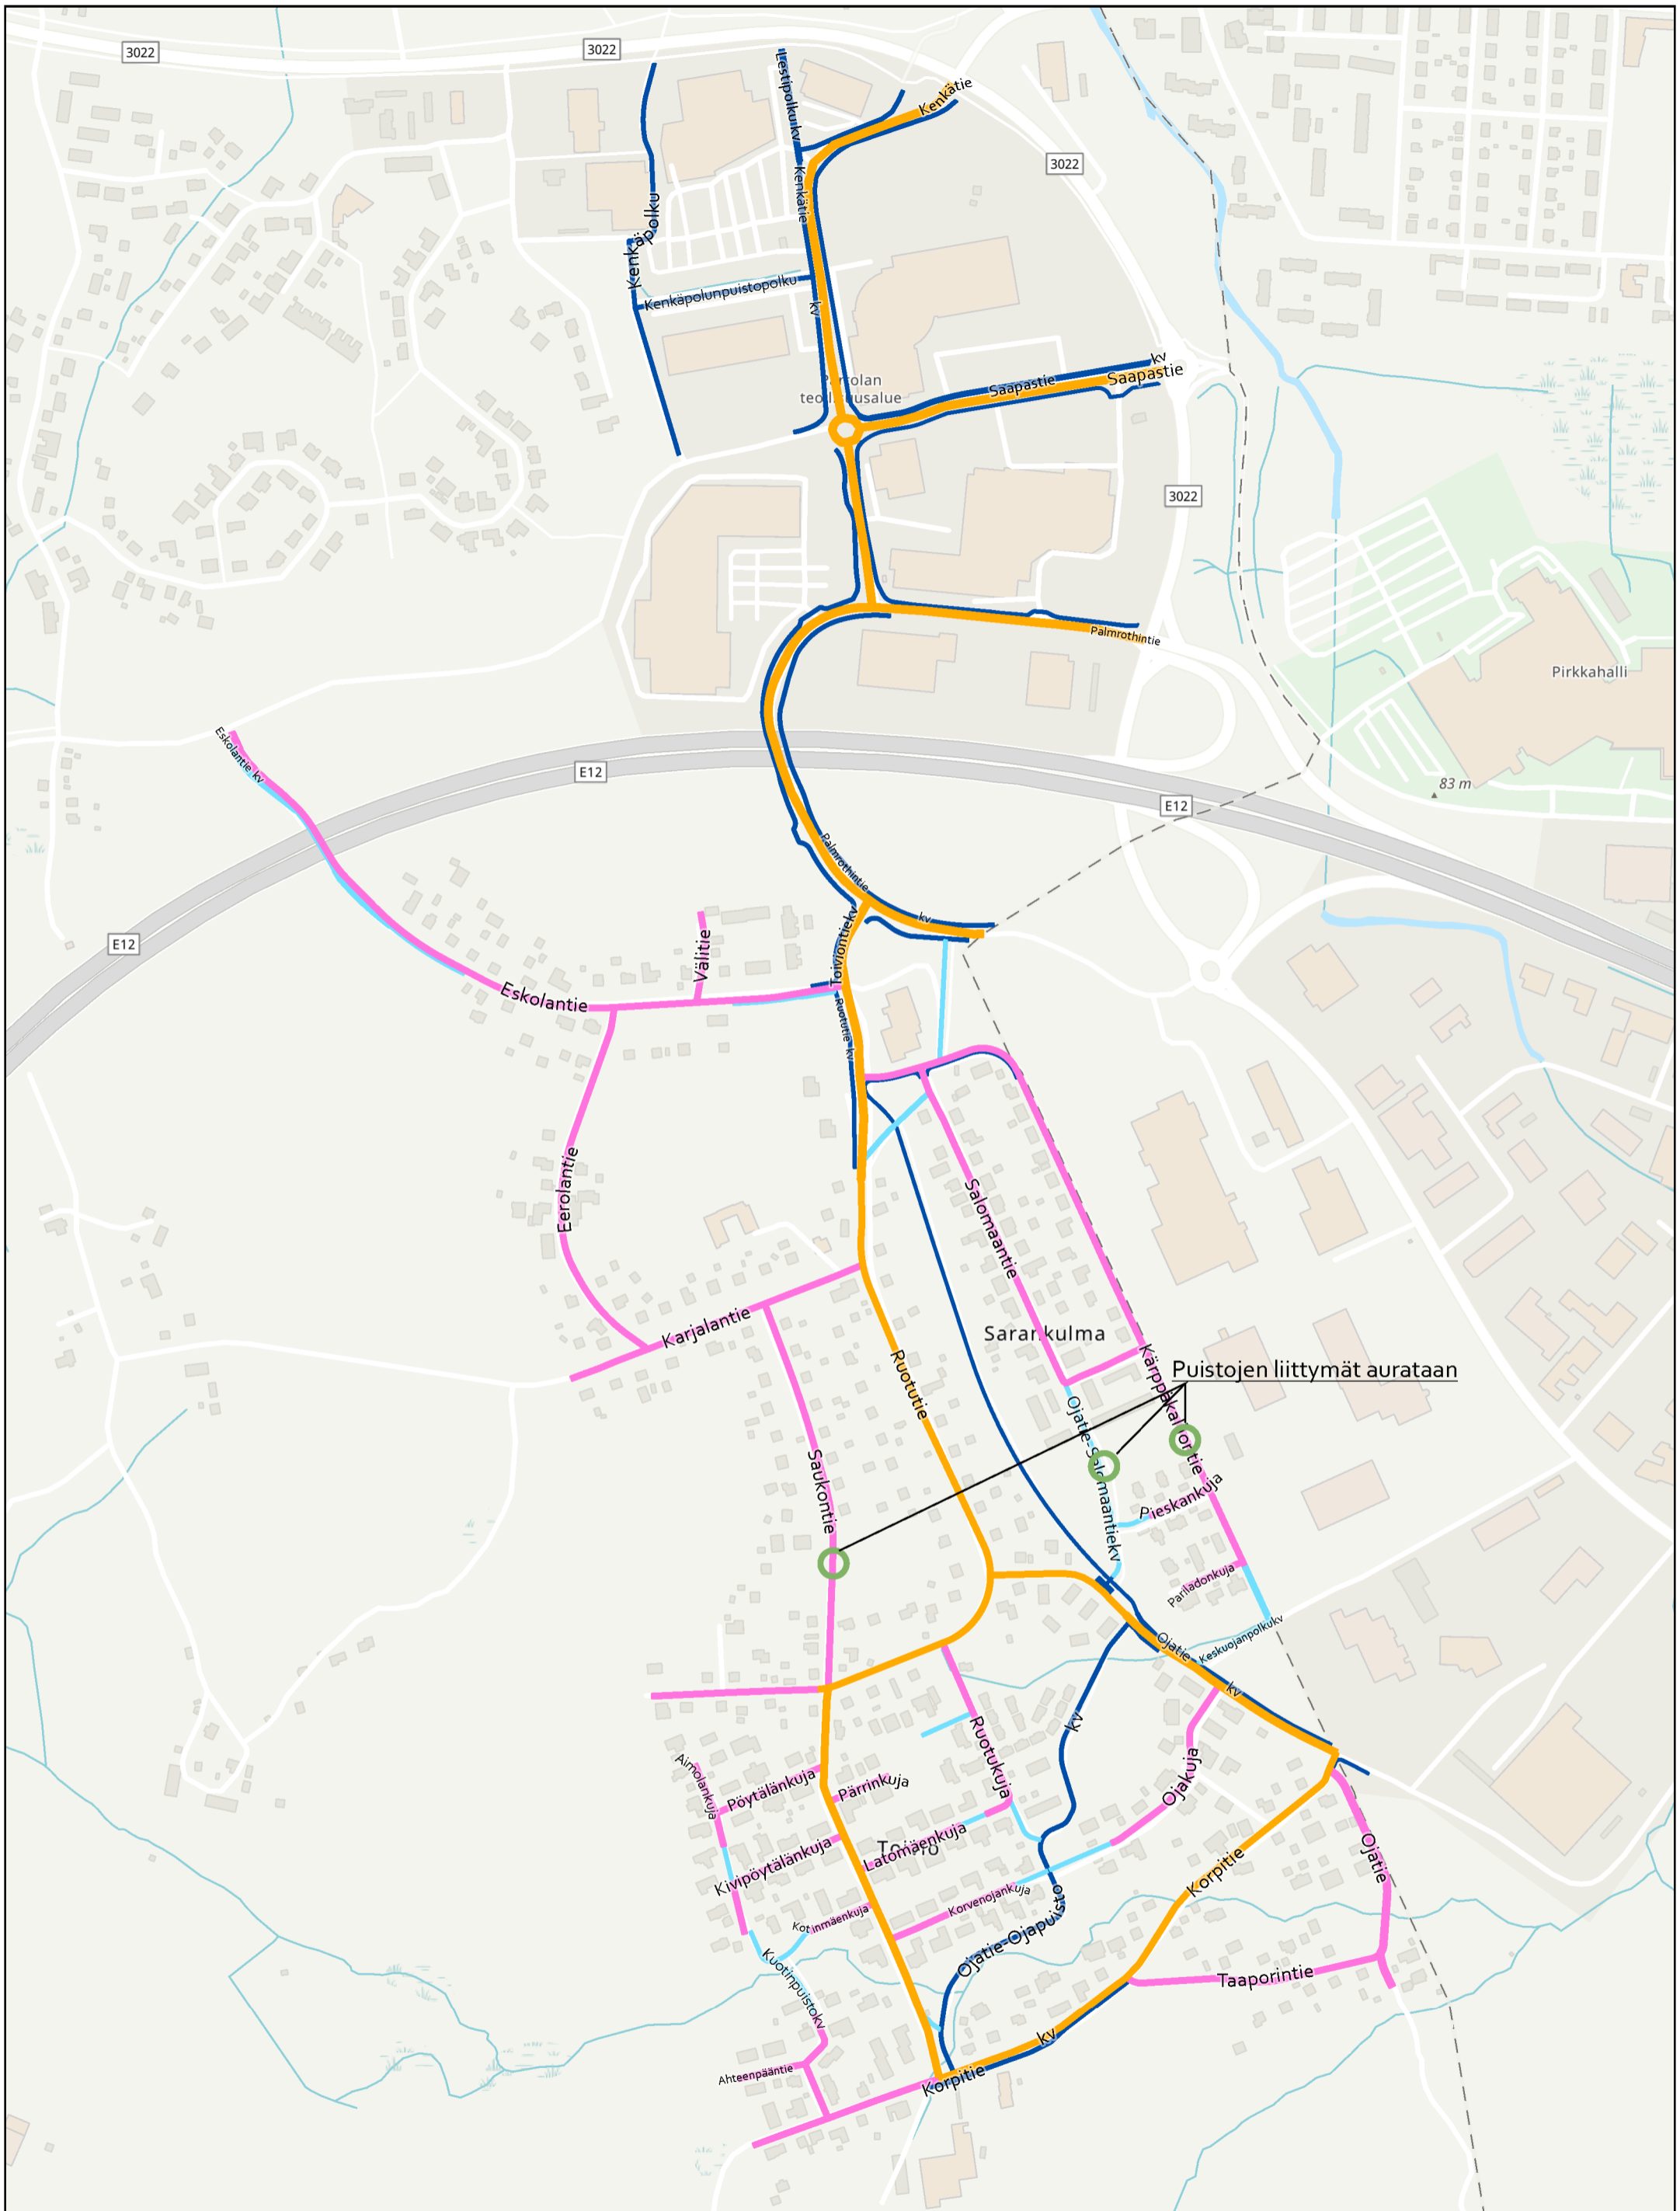 3022
3022
Lestipolku kv
Kenkätie
3022
Kenkätie
Kenkäpolku
Kenkäpolunpuistopolku
kv
kv
Saapastie
Saapastie
3022
Palmrothintie
Pirkkahalli
Eskolantie kv
E12
83 m
E12
Palmrothintie
kv
E12
Toiviontiekv
Välitie
Eskolantie
Ruotutie kv
Eerolantie
Salomaantie
Karjalantie
Sarankulma
Kärppäkalliontie
Puistojen liittymät aurataan
Ruotutie
Ojatie-Salomaantiekv
Saukontie
Pieskankuja
Pariladonkuja
Keskuojanpolkukv
Ojatie
kv
kv
Ruotukuja
Aimolankuja
Pöytälänkuja
Pärrinkuja
Ojakuja
Latomäenkuja
Kivipöytälänkuja
Korpitie
Ojatie
Korvenojankuja
Kotinmäenkuja
Ojatie-Ojapuisto
Kuotinpuistokv
Taaporintie
kv
Ahteenpääntie
Korpitie